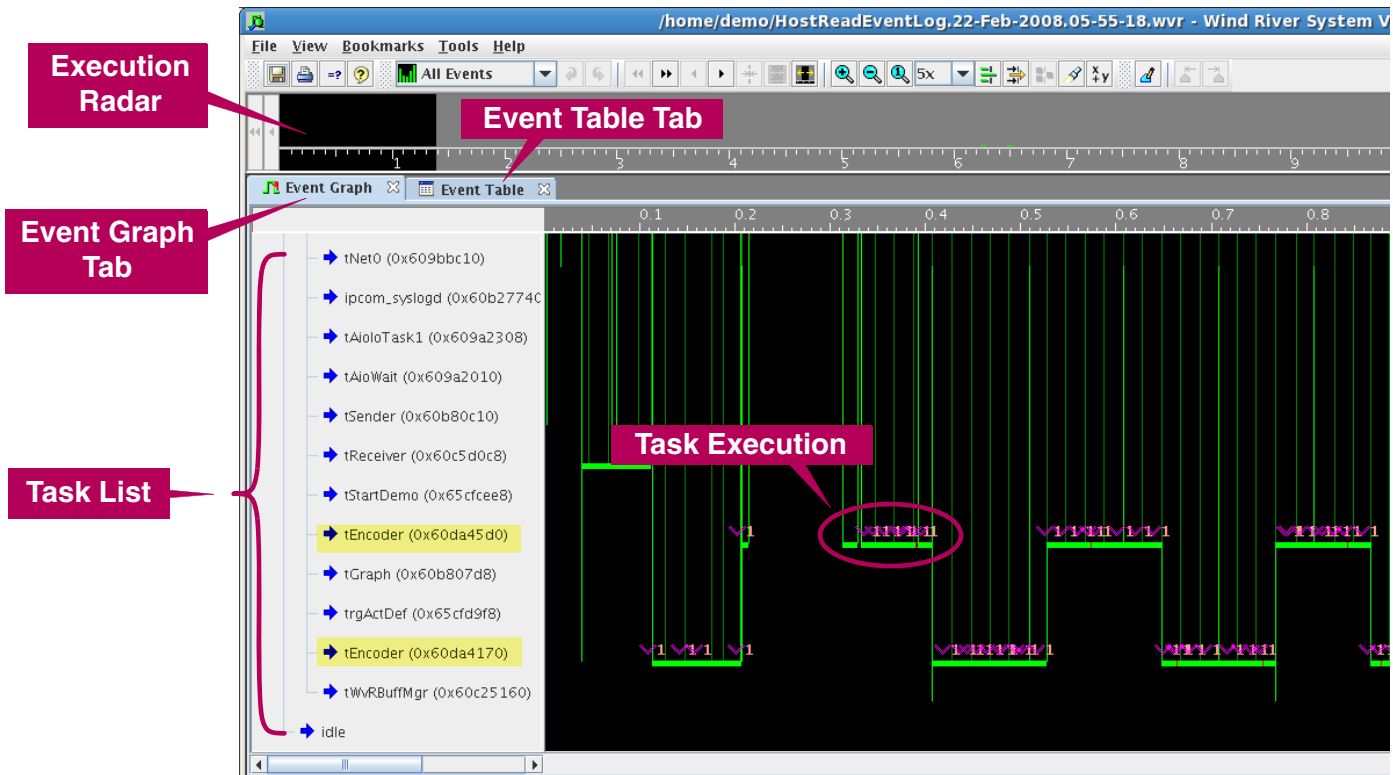 /home/demo/HostReadEventLog.22-Feb-2008.05-55-18.wvr - Wind River System V
File View Bookmarks Tools Help
All Events 5x
Execution
Radar
Event Table Tab
1 2 3 4 5 6 7 8 9
Event Graph Event Table
0.1 0.2 0.3 0.4 0.5 0.6 0.7 0.8
Event Graph
Tab
tNet0 (0x609bbc10)
ipcom_syslogd (0x60b27740
tAioIoTask1 (0x609a2308)
tAioWait (0x609a2010)
tSender (0x60b80c10)
Task Execution
tReceiver (0x60c5d0c8)
Task List
tStartDemo (0x65cfcee8)
tEncoder (0x60da45d0)
tGraph (0x60b807d8)
trgActDef (0x65cfd9f8)
tEncoder (0x60da4170)
tWvRBuffMgr (0x60c25160)
idle